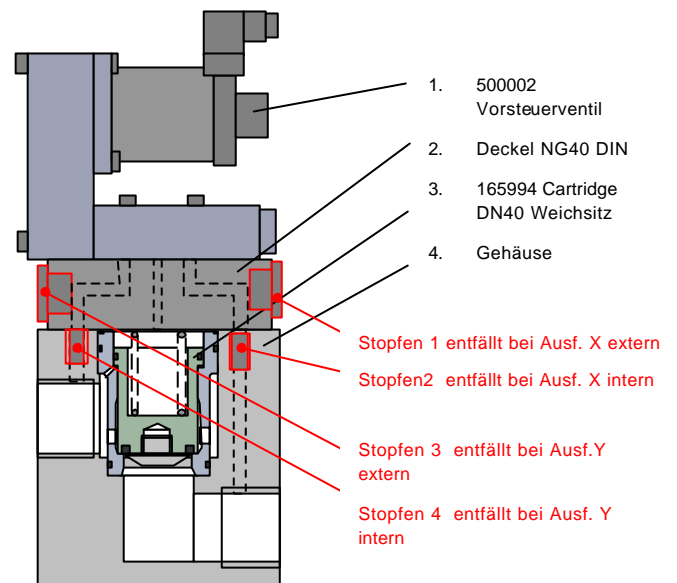 1. 500002
Vorsteuerventil
2. Deckel NG40 DIN
3. 165994 Cartridge
DN40 Weichsitz
4. Gehäuse
Stopfen 1 entfällt bei Ausf. X extern
Stopfen2 entfällt bei Ausf. X intern
Stopfen 3 entfällt bei Ausf.Y
extern
Stopfen 4 entfällt bei Ausf. Y
intern